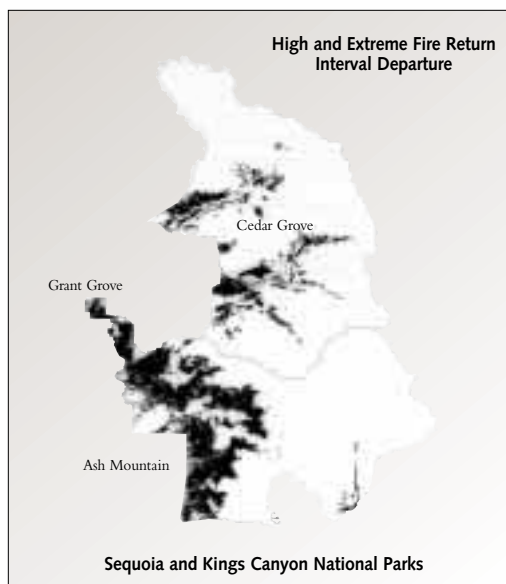 High and Extreme Fire Return
Interval Departure
Cedar Grove
Grant Grove
Ash Mountain
Sequoia and Kings Canyon National Parks